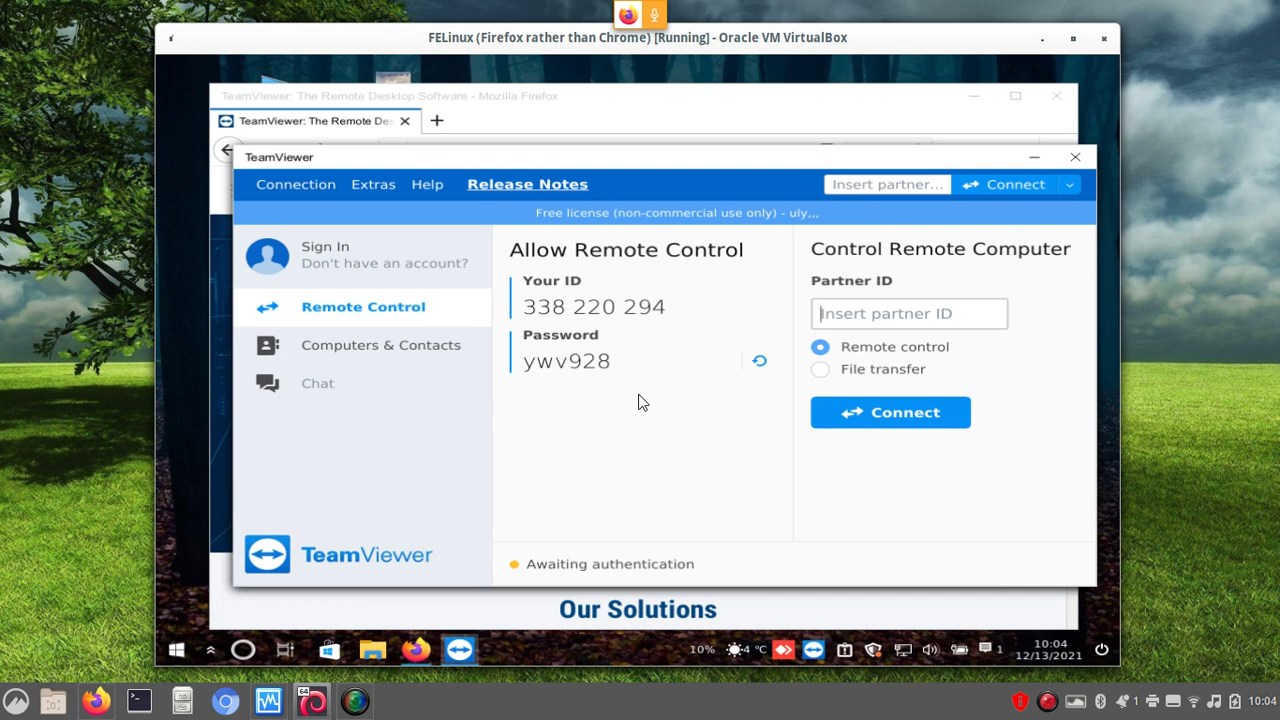 FELinux (Firefox rather than Chrome) [Running] - Oracle VM VirtualBox
TeamViewer: The Remote Desktop Software - Mozilla Firefox
TeamViewer: The Remote Des
TeamViewer
Connection Extras Help Release Notes Insert partner... Connect
Free license (non-commercial use only) - uly,,,
Sign In
Don't have an account?
Remote Control
Computers & Contacts
Chat
TeamViewer
Allow Remote Control
Your ID
338 220 294
Password
ywv928
Awaiting authentication
Control Remote Computer
Partner ID
Insert partner ID
Remote control
File transfer
Connect
Our Solutions
10% 4 °C 1 10:04
12/13/2021
64
1 10:04